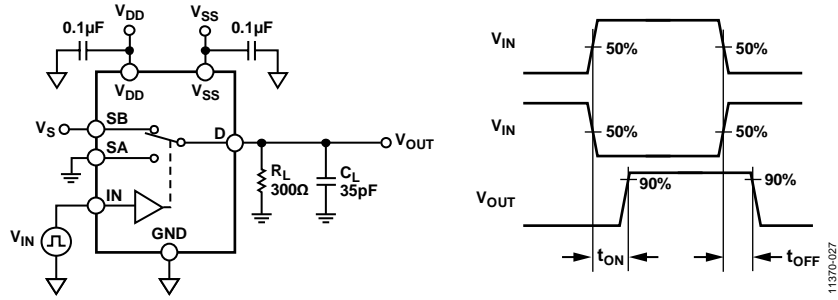 VDD
VSS
0.1µF
0.1µF
VDD
VSS
VS
SB
D
VOUT
SA
RL
300Ω
CL
35pF
IN
VIN
GND
VIN
50%
50%
VIN
50%
50%
VOUT
90%
90%
tON
tOFF
11370-027